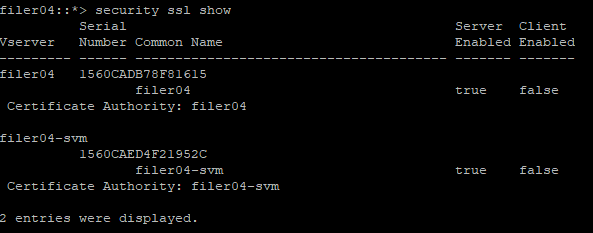 filer04::*> security ssl show
          Serial                                             Server  Client
Vserver   Number Common Name                                 Enabled Enabled
--------- ------ ------------------------------------------- ------- -------
filer04   1560CADB78F81615
                 filer04                                     true    false
 Certificate Authority: filer04
filer04-svm
          1560CAED4F21952C
                 filer04-svm                                 true    false
 Certificate Authority: filer04-svm
2 entries were displayed.